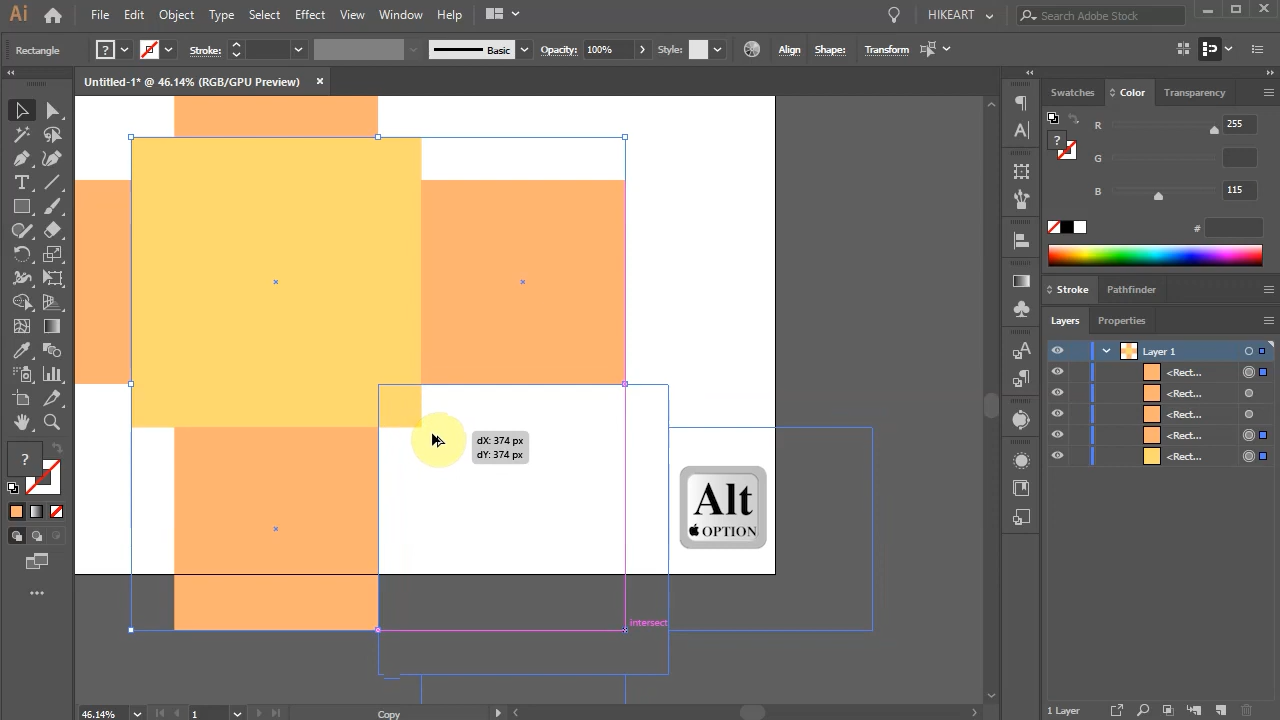 Ai File Edit Object Type Select Effect View Window Help HIKEART Search Adobe Stock
Rectangle ? Stroke: Basic Opacity: 100% Style: Align Shape: Transform
Untitled-1* @ 46.14% (RGB/GPU Preview)
Swatches Color Transparency
R 255
G
B 115
#
Stroke Pathfinder
Layers Properties
Layer 1
<Rect...
<Rect...
<Rect...
<Rect...
<Rect...
dX: 374 px
dY: 374 px
Alt
OPTION
intersect
46.14% 1 Copy
1 Layer